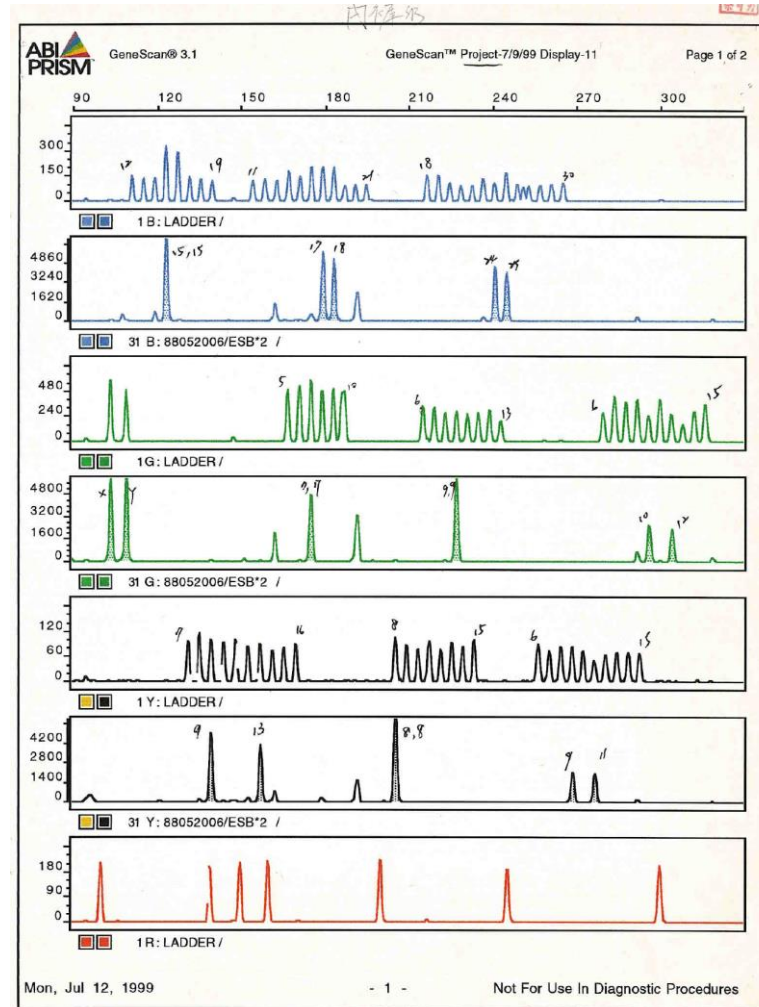 ABI PRISM GeneScan® 3.1 GeneScan™ Project-7/9/99 Display-11 Page 1 of 2
90 120 150 180 210 240 270 300
300
150
0
12 19 11 21 18 30
1 B: LADDER /
4860
3240
1620
0
15,15 17 18
31 B: 88052006/ESB*2 /
480
240
0
5 10 6 13 6 15
1G: LADDER /
4800
3200
1600
0
X Y 9,9 10 12
31 G: 88052006/ESB*2 /
120
60
0
9 16 8 15 6 15
1 Y: LADDER /
4200
2800
1400
0
9 13 8,8 9 11
31 Y: 88052006/ESB*2 /
180
90
0
1 R: LADDER /
Mon, Jul 12, 1999 - 1 - Not For Use In Diagnostic Procedures